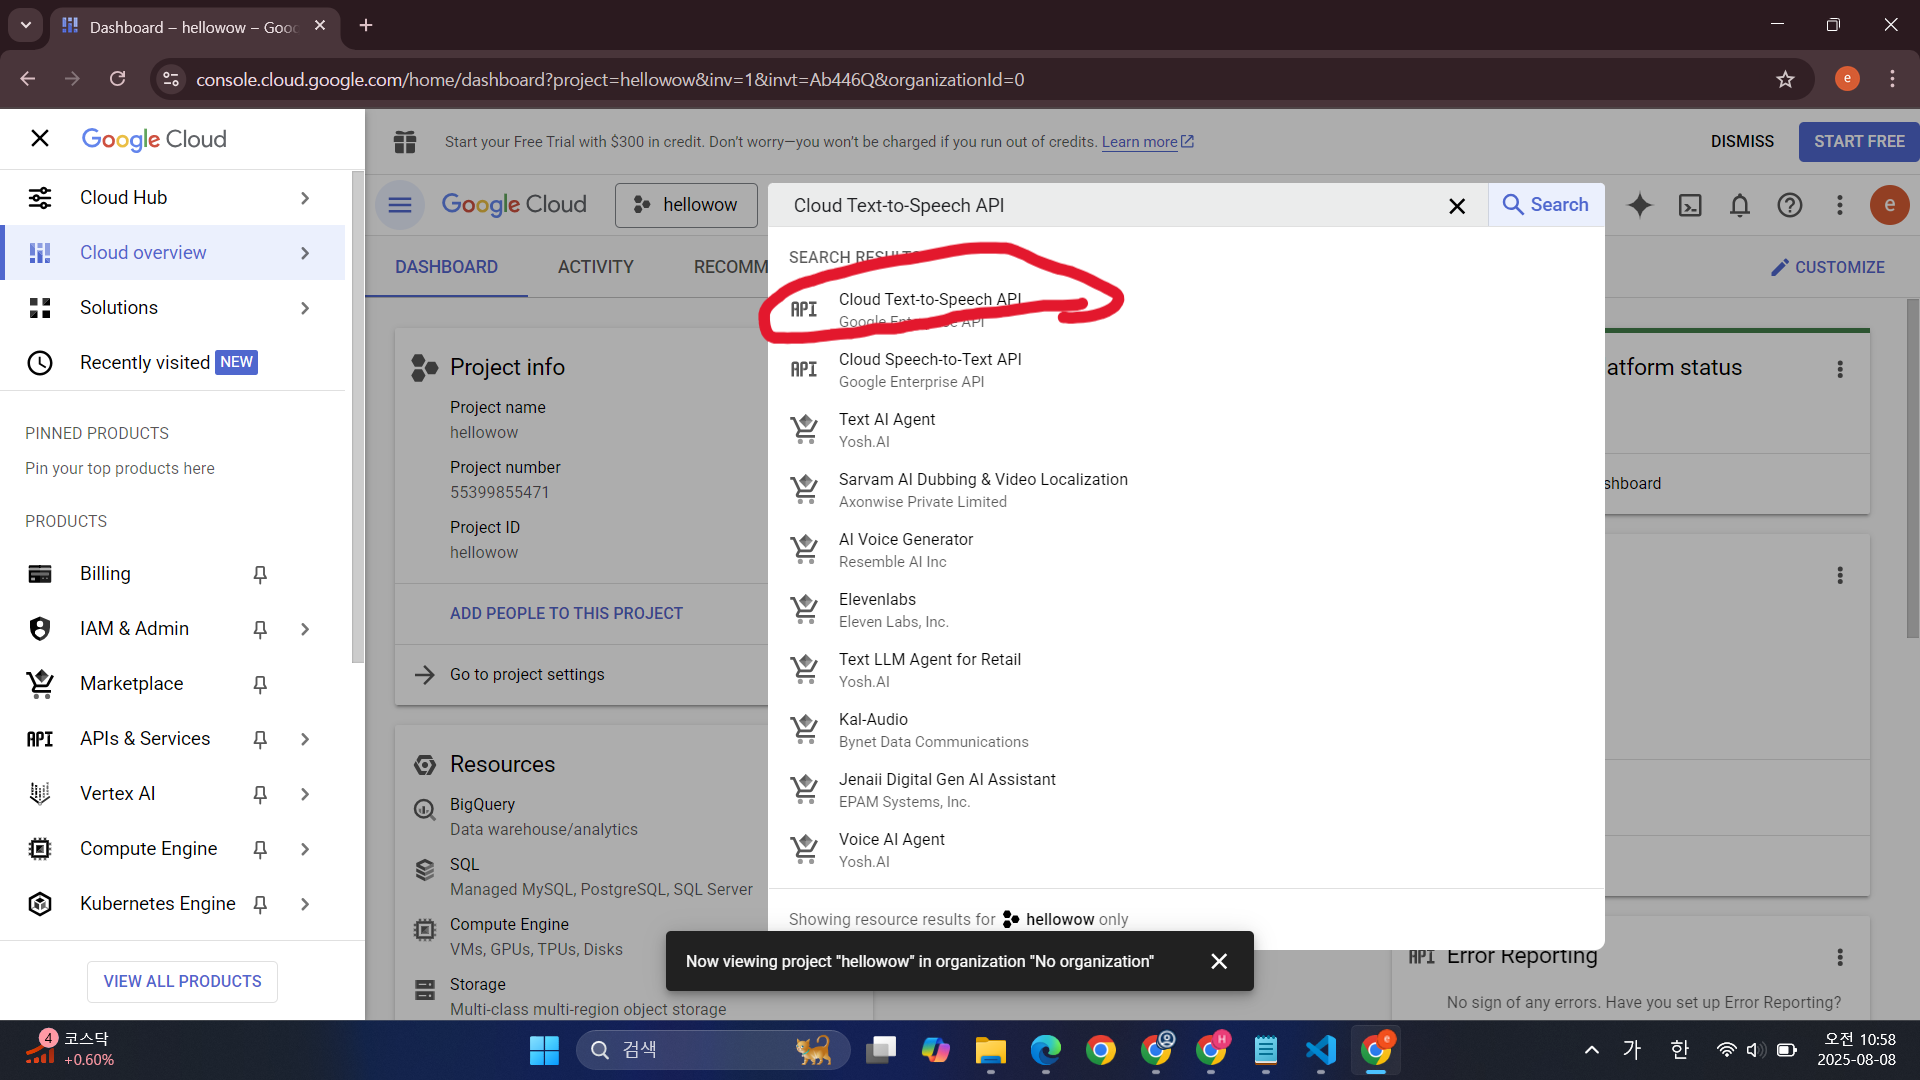 Dashboard – hellowow – Goo
console.cloud.google.com/home/dashboard?project=hellowow&inv=1&invt=Ab446Q&organizationId=0
e
Google Cloud
Start your Free Trial with $300 in credit. Don't worry—you won't be charged if you run out of credits. Learn more
DISMISS
START FREE
Cloud Hub
Cloud overview
Solutions
Recently visited NEW
PINNED PRODUCTS
Pin your top products here
PRODUCTS
Billing
IAM & Admin
Marketplace
API APIs & Services
Vertex AI
Compute Engine
Kubernetes Engine
VIEW ALL PRODUCTS
Google Cloud
hellowow
Cloud Text-to-Speech API
Search
e
DASHBOARD
ACTIVITY
RECOMM
CUSTOMIZE
Project info
Project name
hellowow
Project number
55399855471
Project ID
hellowow
ADD PEOPLE TO THIS PROJECT
Go to project settings
Resources
BigQuery
Data warehouse/analytics
SQL
Managed MySQL, PostgreSQL, SQL Server
Compute Engine
VMs, GPUs, TPUs, Disks
Storage
Multi-class multi-region object storage
SEARCH RESULTS
API
Cloud Text-to-Speech API
Google Enterprise API
API
Cloud Speech-to-Text API
Google Enterprise API
Text AI Agent
Yosh.AI
Sarvam AI Dubbing & Video Localization
Axonwise Private Limited
AI Voice Generator
Resemble AI Inc
Elevenlabs
Eleven Labs, Inc.
Text LLM Agent for Retail
Yosh.AI
Kal-Audio
Bynet Data Communications
Jenaii Digital Gen AI Assistant
EPAM Systems, Inc.
Voice AI Agent
Yosh.AI
Showing resource results for hellowow only
atform status
shboard
API Error Reporting
No sign of any errors. Have you set up Error Reporting?
Now viewing project "hellowow" in organization "No organization"
4
코스닥
+0.60%
검색
H
e
가
한
오전 10:58
2025-08-08